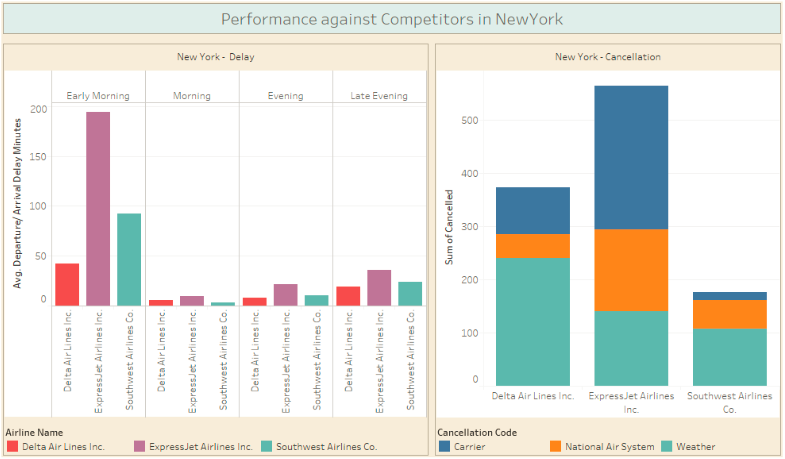 Performance against Competitors in NewYork
New York - Delay
Early Morning
Morning
Evening
Late Evening
Avg. Departure/ Arrival Delay Minutes
200
150
100
50
0
Delta Air Lines Inc.
ExpressJet Airlines Inc.
Southwest Airlines Co.
Delta Air Lines Inc.
ExpressJet Airlines Inc.
Southwest Airlines Co.
Delta Air Lines Inc.
ExpressJet Airlines Inc.
Southwest Airlines Co.
Delta Air Lines Inc.
ExpressJet Airlines Inc.
Southwest Airlines Co.
Airline Name
Delta Air Lines Inc.
ExpressJet Airlines Inc.
Southwest Airlines Co.
New York - Cancellation
Sum of Cancelled
500
400
300
200
100
0
Delta Air Lines Inc.
ExpressJet Airlines
Inc.
Southwest Airlines
Co.
Cancellation Code
Carrier
National Air System
Weather